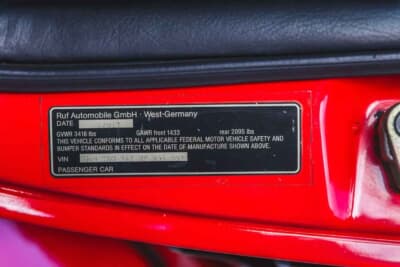 Ruf Automobile GmbH · West-Germany
DATE
GVWR 3416 lbs GAWR front 1433 rear 2095 lbs
THIS VEHICLE CONFORMS TO ALL APPLICABLE FEDERAL MOTOR VEHICLE SAFETY AND
BUMPER STANDARDS IN EFFECT ON THE DATE OF MANUFACTURE SHOWN ABOVE.
VIN
PASSENGER CAR